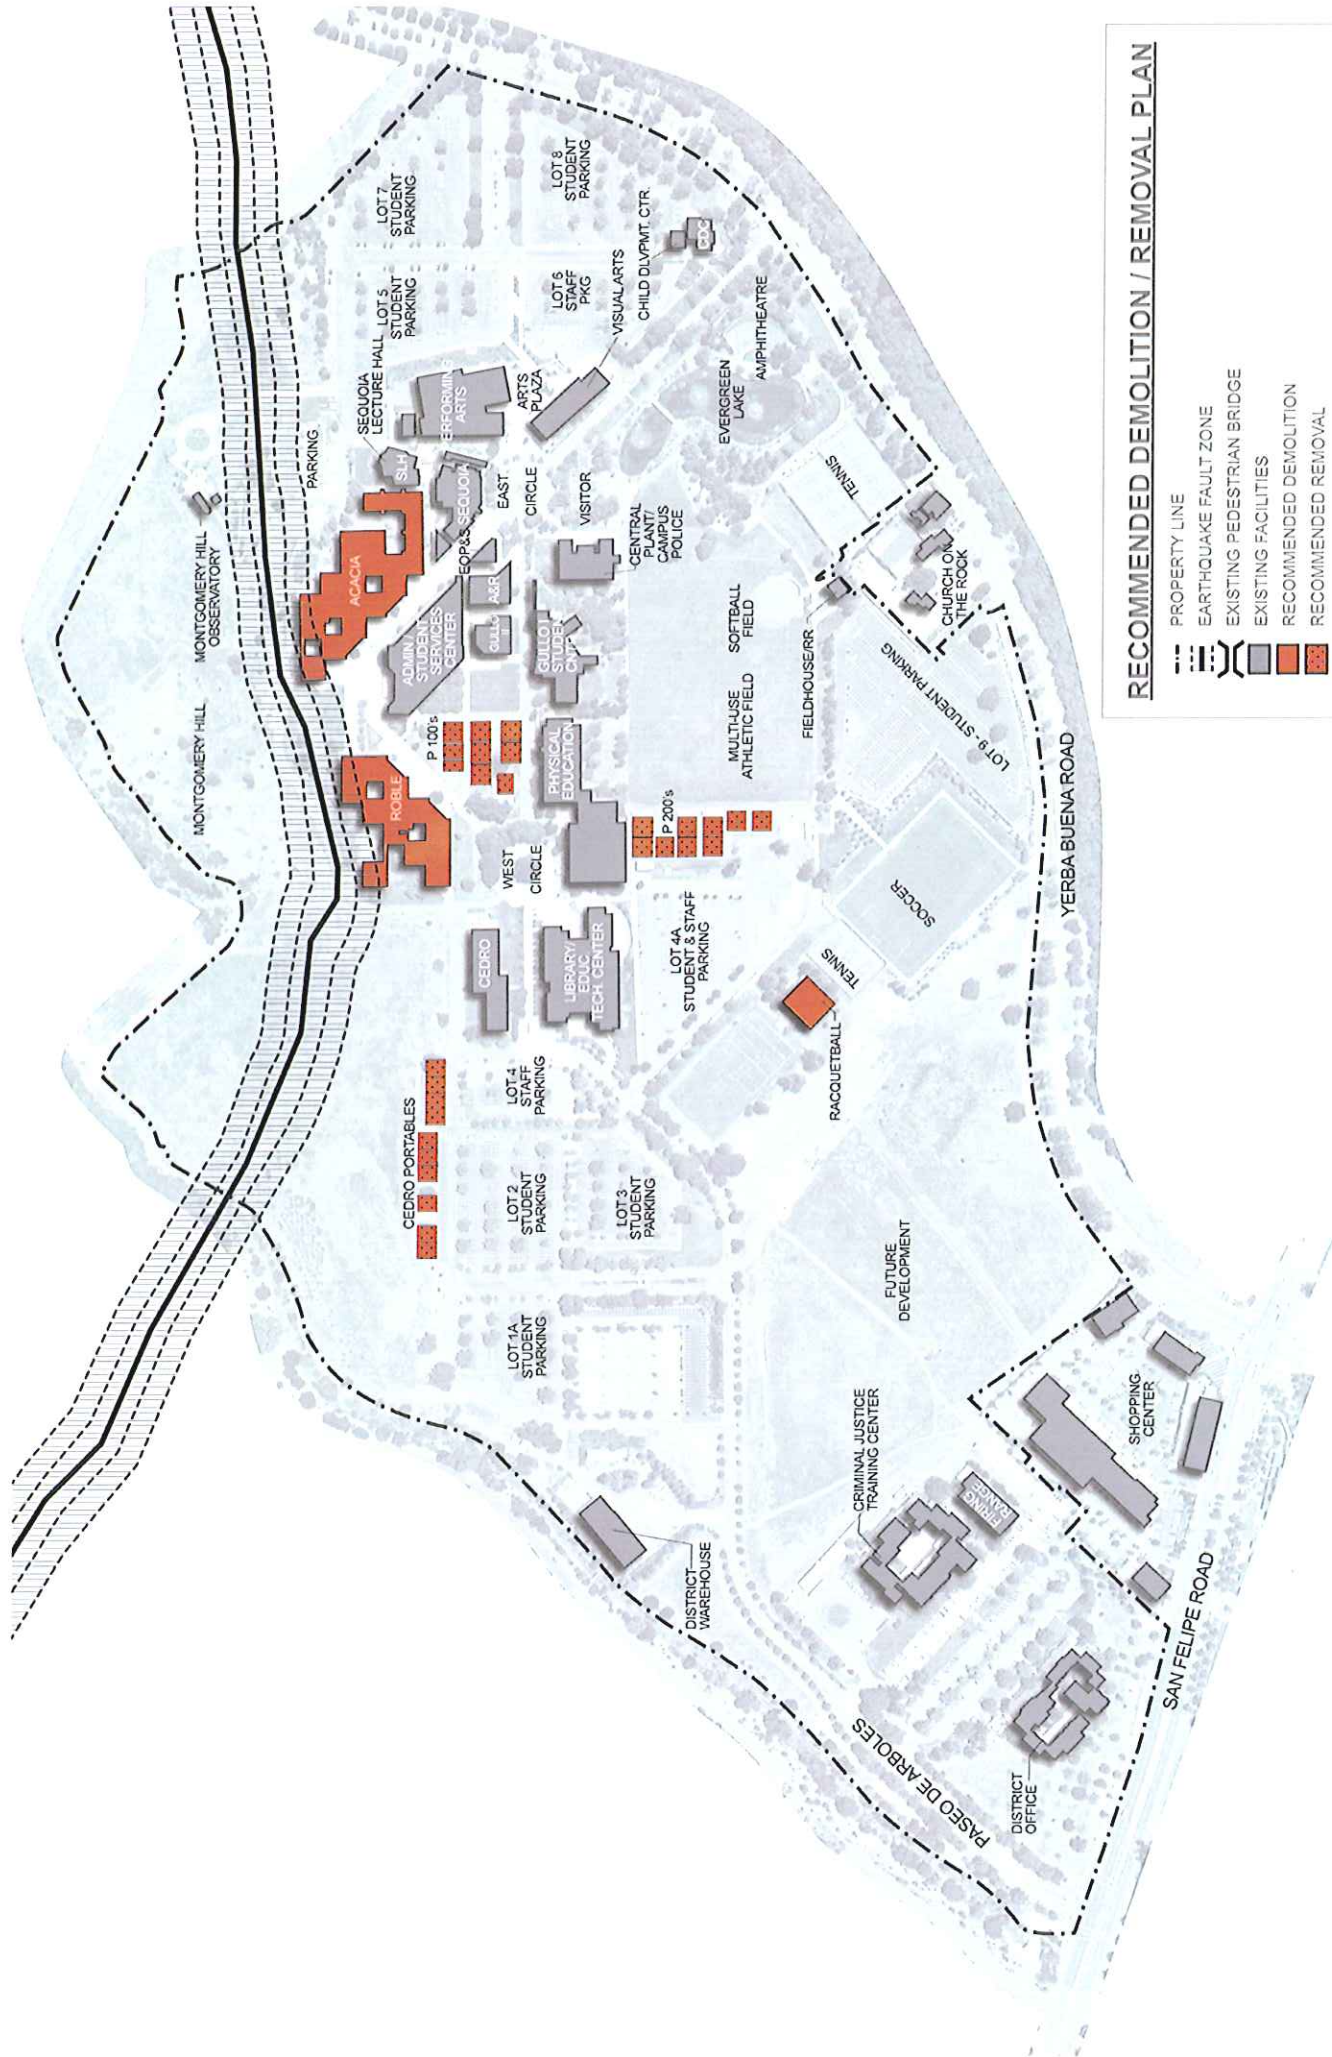 MONTGOMERY HILL
MONTGOMERY HILL
OBSERVATORY
PARKING
SEQUOIA
LECTURE HALL
LOT 5
STUDENT
PARKING
LOT 7
STUDENT
PARKING
LOT 8
STUDENT
PARKING
LOT 6
STAFF
PKG
ROBLE
ACACIA
SLH
ERFORMIN
ARTS
ARTS
PLAZA
VISUAL ARTS
CHILD DLVPMT. CTR.
CDC
ADMIN /
STUDENT
SERVICES
CENTER
EOP&S
SEQUOIA
A&R
GULLO
EAST
CIRCLE
VISITOR
P 100's
GULLO II
STUDEN
CNTR
CENTRAL
PLANT/
CAMPUS
POLICE
PHYSICAL
EDUCATION
WEST
CIRCLE
CEDRO
LIBRARY/
EDUC
TECH. CENTER
CEDRO PORTABLES
LOT 4
STAFF
PARKING
LOT 2
STUDENT
PARKING
LOT 3
STUDENT
PARKING
LOT 1A
STUDENT
PARKING
LOT 4A
STUDENT & STAFF
PARKING
P 200's
MULTI-USE
ATHLETIC FIELD
SOFTBALL
FIELD
EVERGREEN
LAKE
AMPHITHEATRE
TENNIS
FIELDHOUSE/RR
CHURCH ON
THE ROCK
LOT 9 - STUDENT PARKING
SOCCER
TENNIS
RACQUETBALL
YERBA BUENA ROAD
FUTURE
DEVELOPMENT
DISTRICT
WAREHOUSE
CRIMINAL JUSTICE
TRAINING CENTER
FIRING
RANGE
SHOPPING
CENTER
PASEO DE ARBOLES
DISTRICT
OFFICE
SAN FELIPE ROAD
RECOMMENDED DEMOLITION / REMOVAL PLAN
PROPERTY LINE
EARTHQUAKE FAULT ZONE
EXISTING PEDESTRIAN BRIDGE
EXISTING FACILITIES
RECOMMENDED DEMOLITION
RECOMMENDED REMOVAL